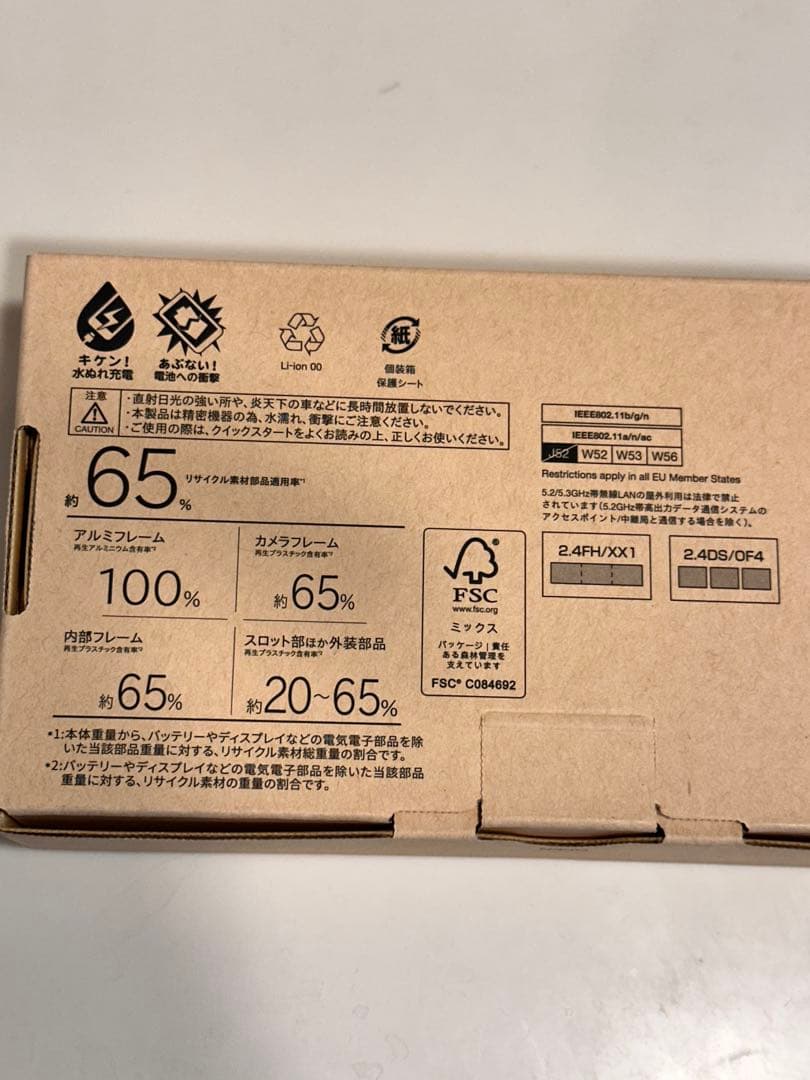 キケン!
水ぬれ充電
あぶない!
電池への衝撃
Li-ion 00
紙
個装箱
保護シート
注意
CAUTION
・直射日光の強い所や、炎天下の車などに長時間放置しないでください。
・本製品は精密機器の為、水濡れ、衝撃にご注意ください。
・ご使用の際は、クイックスタートをよくお読みの上、正しくお使いください。
約65% リサイクル素材部品適用率*1
アルミフレーム
再生アルミニウム含有率*2
100%
カメラフレーム
再生プラスチック含有率*2
約65%
内部フレーム
再生プラスチック含有率*2
約65%
スロット部ほか外装部品
再生プラスチック含有率*2
約20~65%
*1:本体重量から、バッテリーやディスプレイなどの電気電子部品を除
いた当該部品重量に対する、リサイクル素材総重量の割合です。
*2:バッテリーやディスプレイなどの電気電子部品を除いた当該部品
重量に対する、リサイクル素材の重量の割合です。
FSC
www.fsc.org
ミックス
パッケージ|責任
ある森林管理を
支えています
FSC® C084692
IEEE802.11b/g/n
IEEE802.11a/n/ac
J52 W52 W53 W56
Restrictions apply in all EU Member States
5.2/5.3GHz帯無線LANの屋外利用は法律で禁止
されています(5.2GHz帯高出力データ通信システムの
アクセスポイント/中継局と通信する場合を除く)。
2.4FH/XX1
2.4DS/OF4